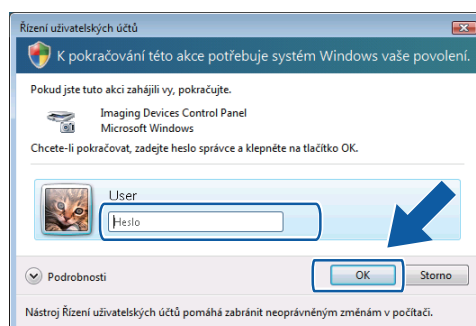 Řízení uživatelských účtů
K pokračování této akce potřebuje systém Windows vaše povolení.
Pokud jste tuto akci zahájili vy, pokračujte.
Imaging Devices Control Panel
Microsoft Windows
Chcete-li pokračovat, zadejte heslo správce a klepněte na tlačítko OK.
User
Heslo
Podrobnosti
OK
Storno
Nástroj Řízení uživatelských účtů pomáhá zabránit neoprávněným změnám v počítači.